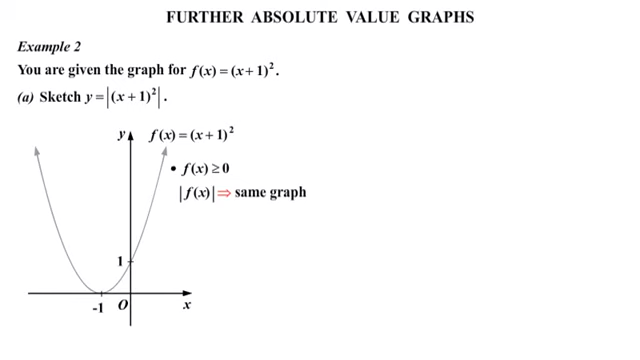 FURTHER ABSOLUTE VALUE GRAPHS
Example 2
You are given the graph for f(x) = (x+1)².
(a) Sketch y = |(x+1)²|.
y f(x) = (x+1)²
• f(x) ≥ 0
|f(x)| ⇒ same graph
1
-1 O x